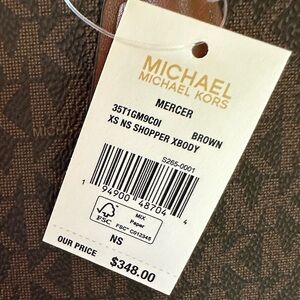 MICHAEL
MICHAEL KORS
MERCER
35T1GM9C0I BROWN
XS NS SHOPPER XBODY
S265-0001
1 94900 48704 4
FSC
MIX
Paper
FSC™ C012345
NS
OUR PRICE $348.00